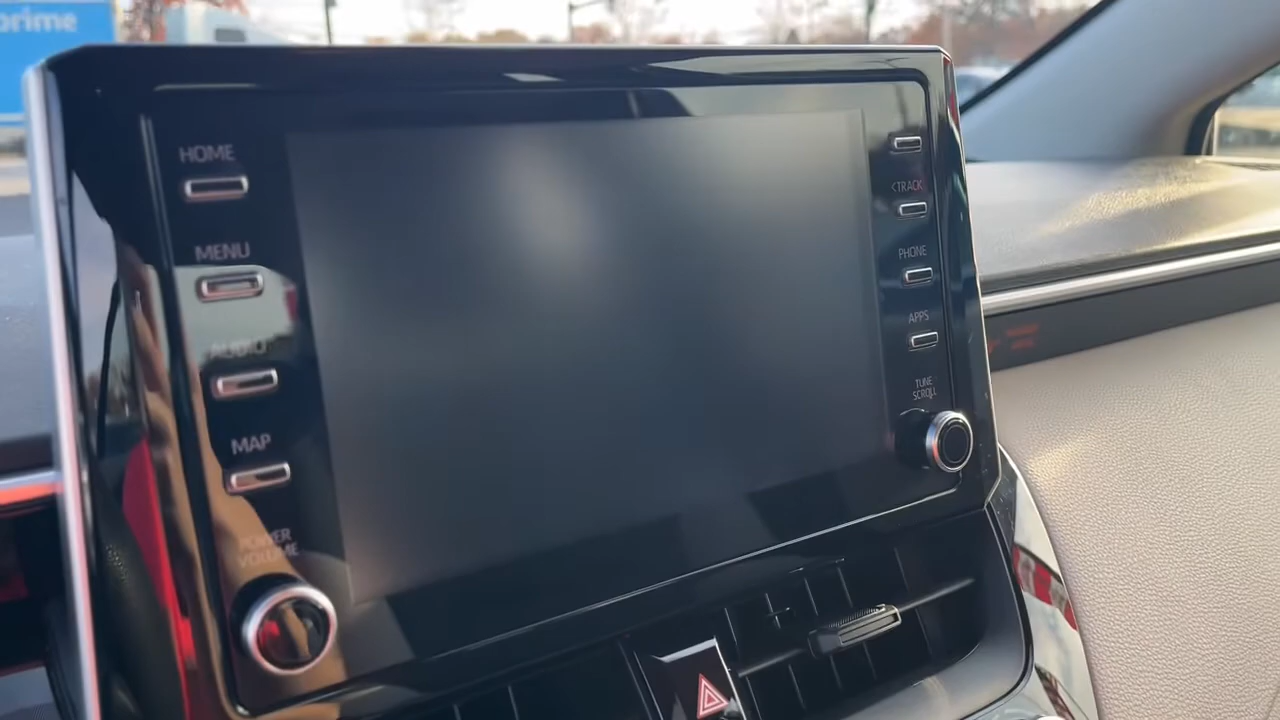 prime
HOME
MENU
AUDIO
MAP
POWER
VOLUME
<TRACK
PHONE
APPS
TUNE
SCROLL